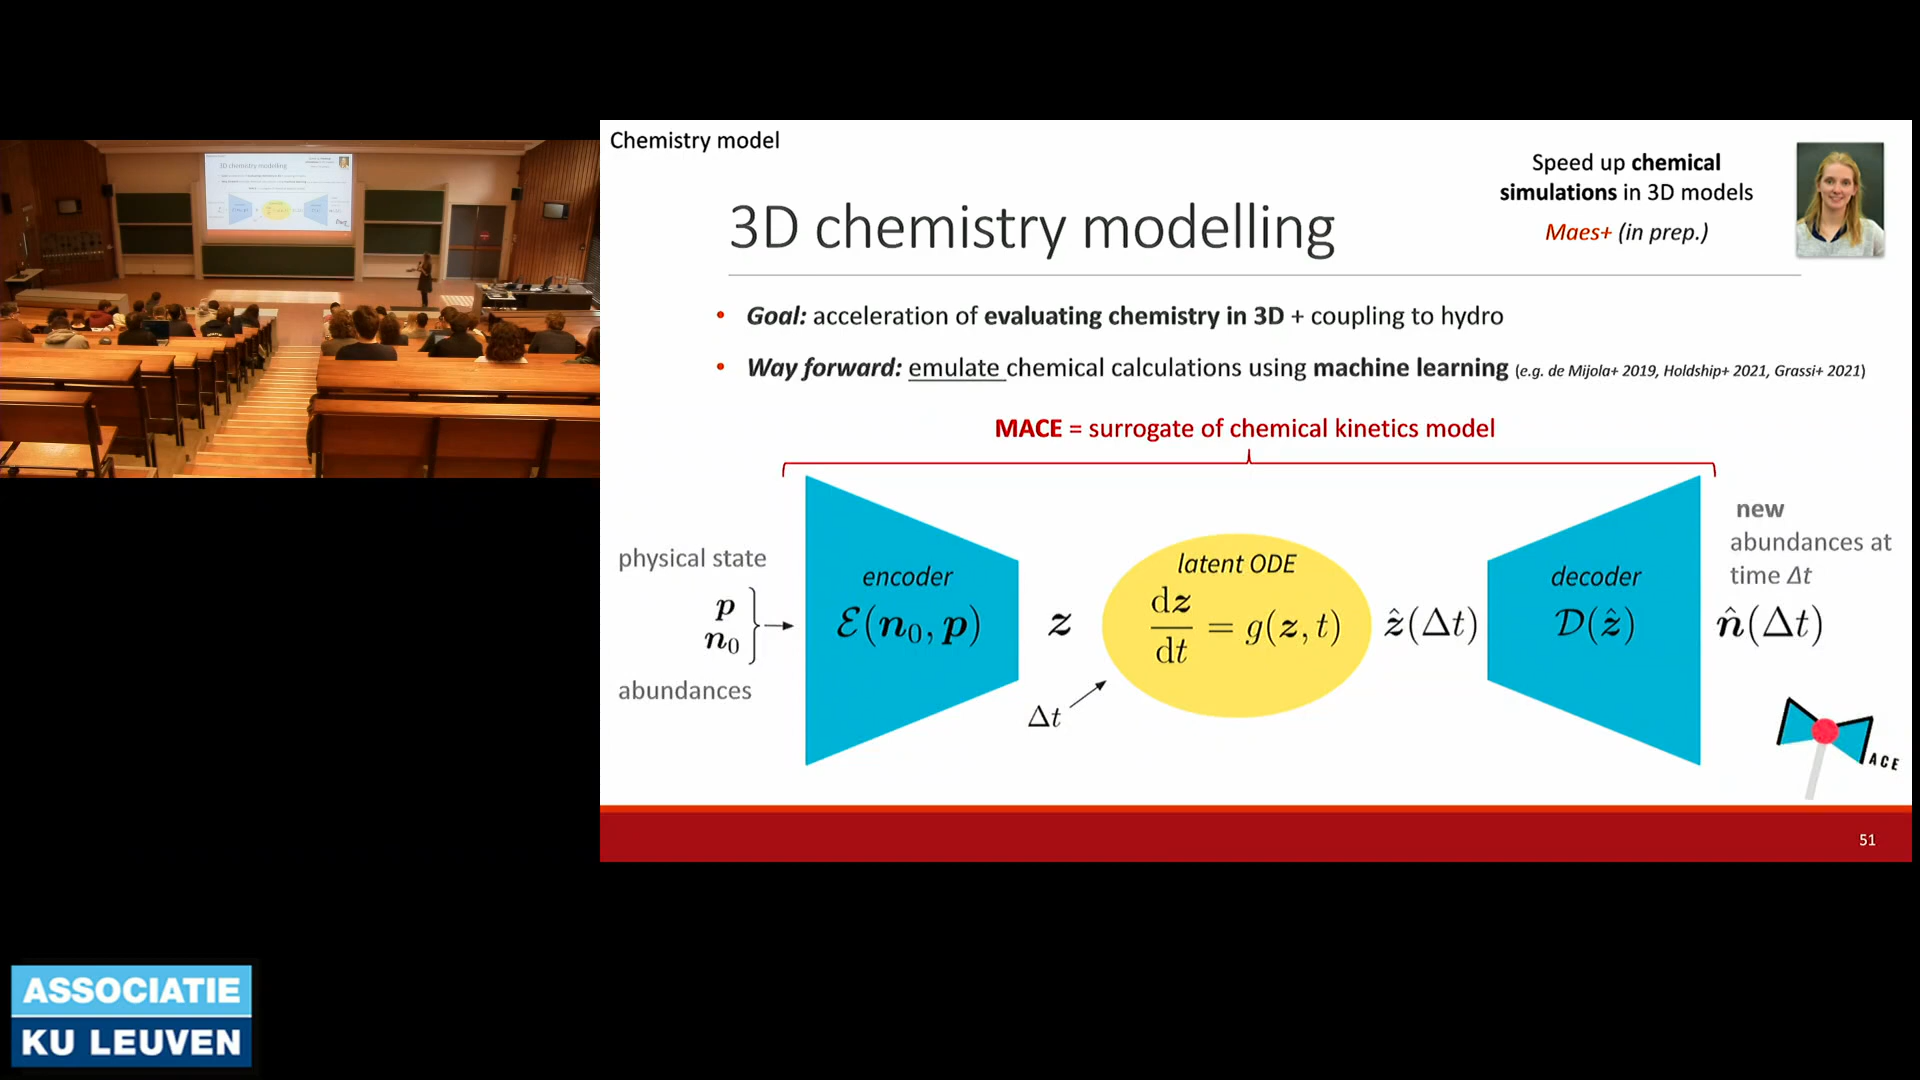 Chemistry model
Speed up chemical
simulations in 3D models
Maes+ (in prep.)
3D chemistry modelling
• Goal: acceleration of evaluating chemistry in 3D + coupling to hydro
• Way forward: emulate chemical calculations using machine learning (e.g. de Mijola+ 2019, Holdship+ 2021, Grassi+ 2021)
MACE = surrogate of chemical kinetics model
physical state
p
n₀
abundances
encoder
ℰ(n₀, p)
z
latent ODE
dz/dt = g(z, t)
Δt
ẑ(Δt)
decoder
𝒟(ẑ)
new
abundances at
time Δt
n̂(Δt)
ACE
51
ASSOCIATIE
KU LEUVEN